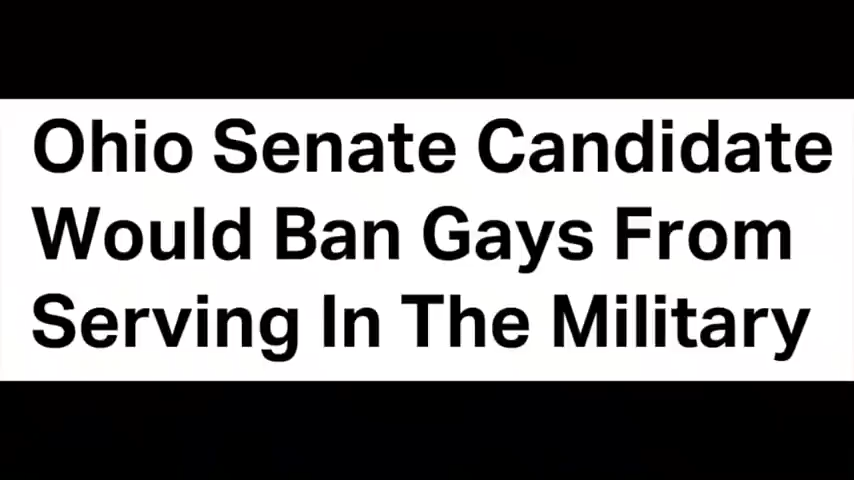 Ohio Senate Candidate
Would Ban Gays From
Serving In The Military